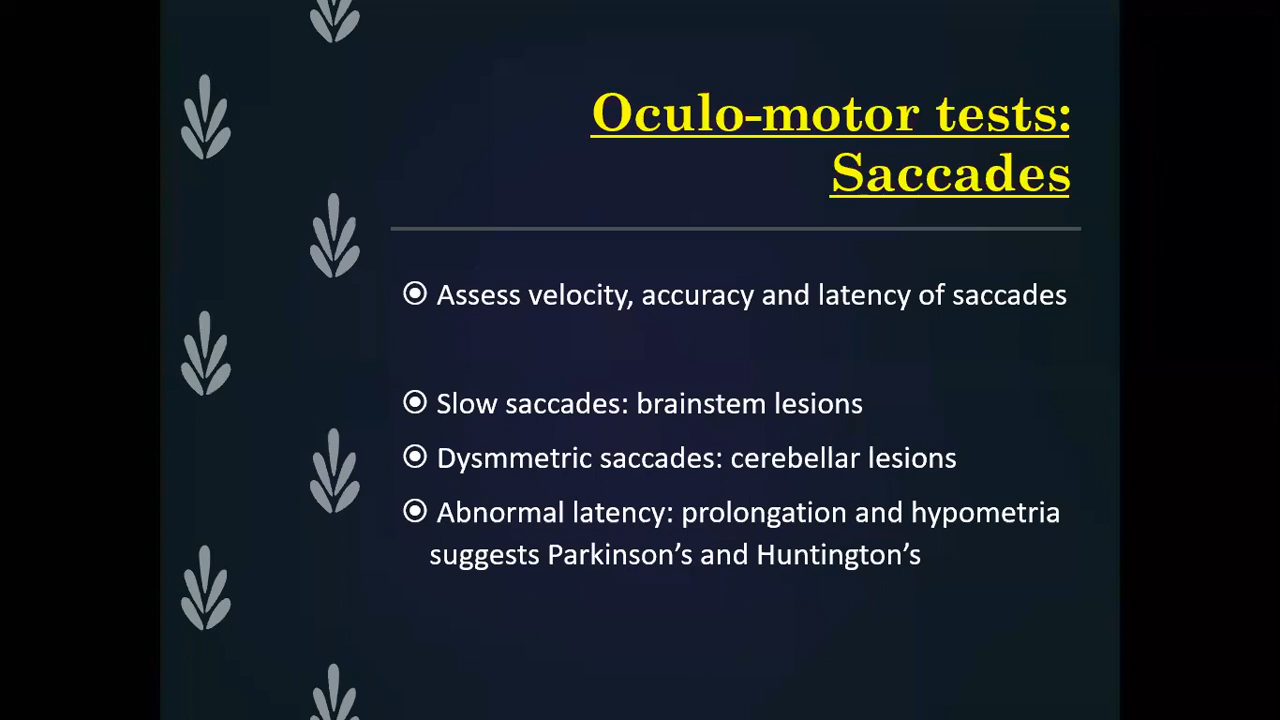 Oculo-motor tests:
Saccades
Assess velocity, accuracy and latency of saccades
Slow saccades: brainstem lesions
Dysmmetric saccades: cerebellar lesions
Abnormal latency: prolongation and hypometria
suggests Parkinson’s and Huntington’s